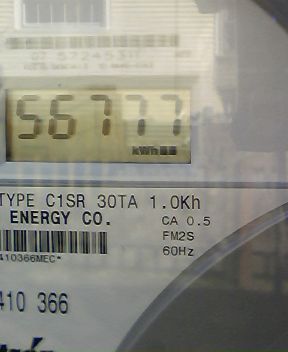 56777
kWh
TYPE C1SR 30TA 1.0Kh
ENERGY CO.
CA 0.5
FM2S
60Hz
410366MEC*
410 366